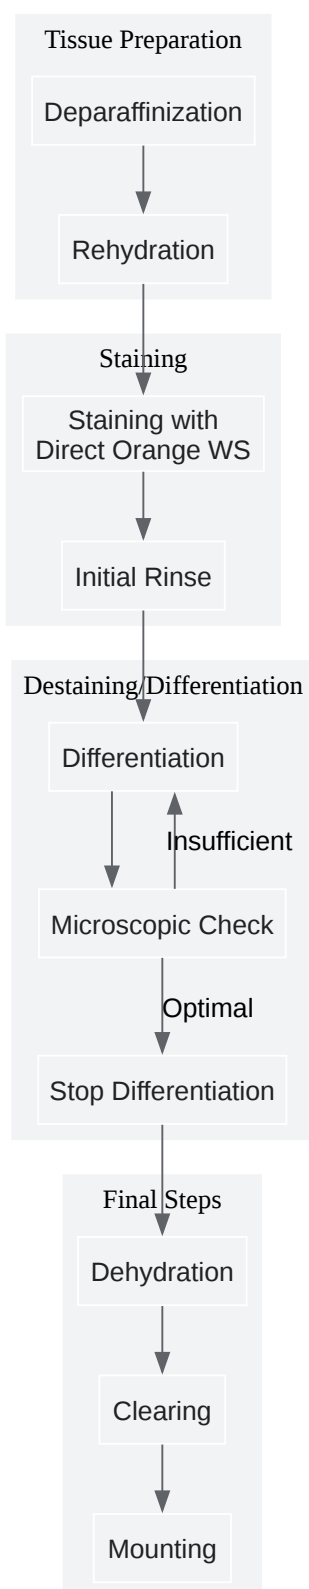 Tissue Preparation
Deparaffinization
Rehydration
Staining
Staining with
Direct Orange WS
Initial Rinse
Destaining/Differentiation
Differentiation
Insufficient
Microscopic Check
Optimal
Stop Differentiation
Final Steps
Dehydration
Clearing
Mounting